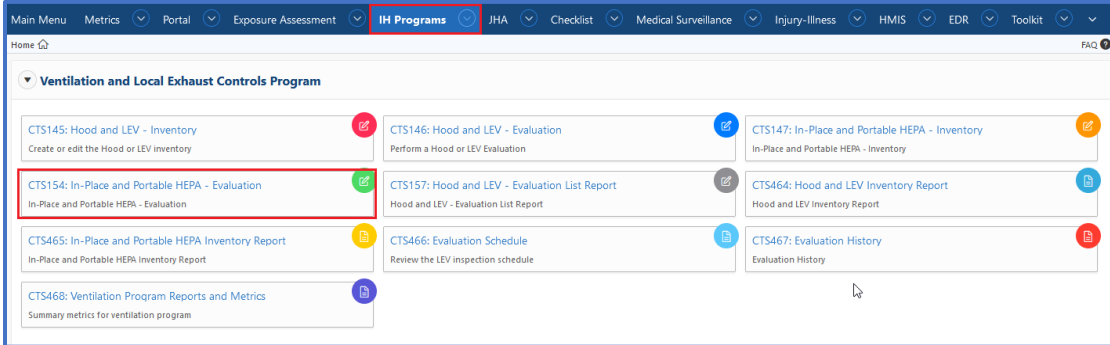 Main Menu Metrics Portal Exposure Assessment IH Programs JHA Checklist Medical Surveillance Injury-Illness HMIS EDR Toolkit
Home FAQ ?
Ventilation and Local Exhaust Controls Program
CTS145: Hood and LEV - Inventory
Create or edit the Hood or LEV inventory
CTS146: Hood and LEV - Evaluation
Perform a Hood or LEV Evaluation
CTS147: In-Place and Portable HEPA - Inventory
In-Place and Portable HEPA - Inventory
CTS154: In-Place and Portable HEPA - Evaluation
In-Place and Portable HEPA - Evaluation
CTS157: Hood and LEV - Evaluation List Report
Hood and LEV - Evaluation List Report
CTS464: Hood and LEV Inventory Report
Hood and LEV Inventory Report
CTS465: In-Place and Portable HEPA Inventory Report
In-Place and Portable HEPA Inventory Report
CTS466: Evaluation Schedule
Review the LEV inspection schedule
CTS467: Evaluation History
Evaluation History
CTS468: Ventilation Program Reports and Metrics
Summary metrics for ventilation program